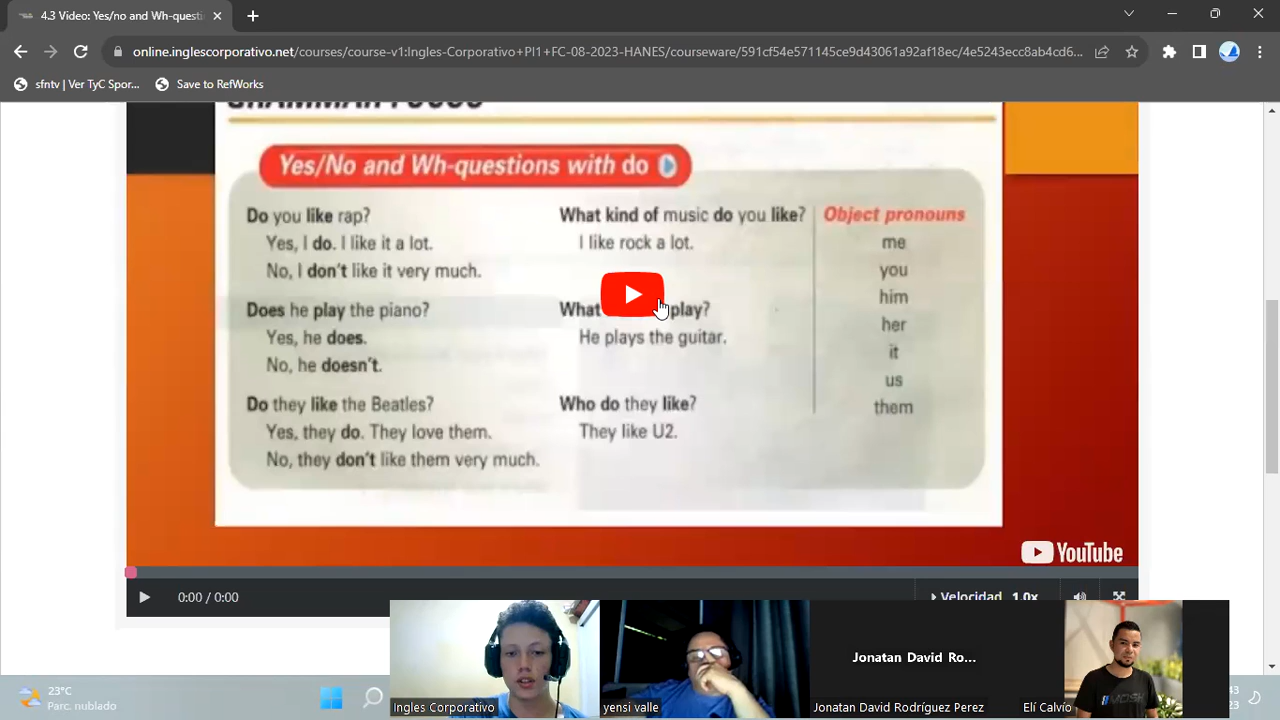 4.3 Video: Yes/no and Wh-questi
online.inglescorporativo.net/courses/course-v1:Ingles-Corporativo+PI1+FC-08-2023-HANES/courseware/591cf54e571145ce9d43061a92af18ec/4e5243ecc8ab4cd6...
sfntv | Ver TyC Spor...
Save to RefWorks
GRAMMAR FOCUS
Yes/No and Wh-questions with do
Do you like rap?
Yes, I do. I like it a lot.
No, I don't like it very much.
Does he play the piano?
Yes, he does.
No, he doesn't.
Do they like the Beatles?
Yes, they do. They love them.
No, they don't like them very much.
What kind of music do you like?
I like rock a lot.
What play?
He plays the guitar.
Who do they like?
They like U2.
Object pronouns
me
you
him
her
it
us
them
YouTube
0:00 / 0:00
Velocidad 1.0x
Jonatan David Ro...
Ingles Corporativo
yensi valle
Jonatan David Rodríguez Perez
Elí Calvio
23°C
Parc. nublado